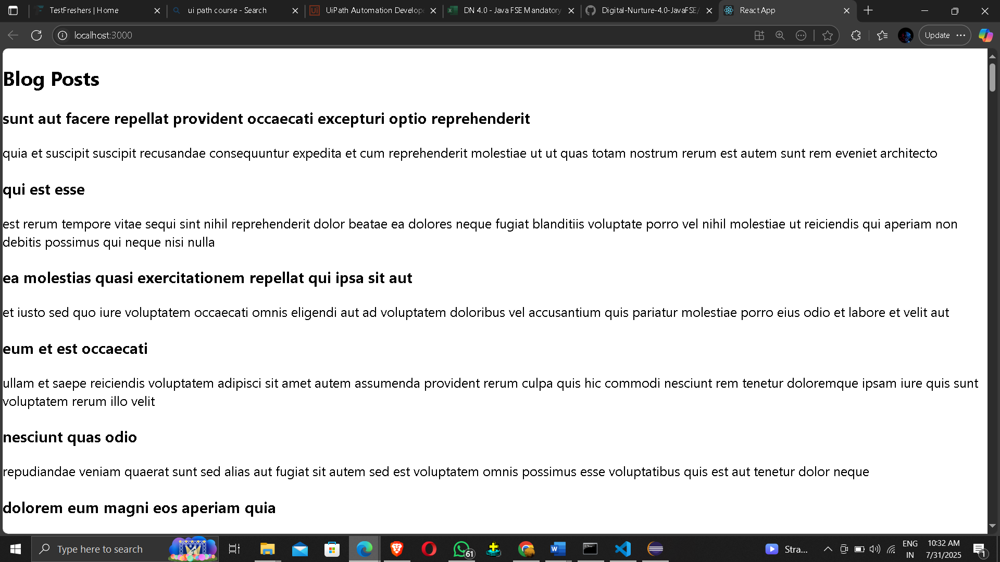 TestFreshers | Home
ui path course - Search
UiPath Automation Develop
DN 4.0 - Java FSE Mandatory
Digital-Nurture-4.0-JavaFSE/
React App
localhost:3000
Update
Blog Posts
sunt aut facere repellat provident occaecati excepturi optio reprehenderit
quia et suscipit suscipit recusandae consequuntur expedita et cum reprehenderit molestiae ut ut quas totam nostrum rerum est autem sunt rem eveniet architecto
qui est esse
est rerum tempore vitae sequi sint nihil reprehenderit dolor beatae ea dolores neque fugiat blanditiis voluptate porro vel nihil molestiae ut reiciendis qui aperiam non
debitis possimus qui neque nisi nulla
ea molestias quasi exercitationem repellat qui ipsa sit aut
et iusto sed quo iure voluptatem occaecati omnis eligendi aut ad voluptatem doloribus vel accusantium quis pariatur molestiae porro eius odio et labore et velit aut
eum et est occaecati
ullam et saepe reiciendis voluptatem adipisci sit amet autem assumenda provident rerum culpa quis hic commodi nesciunt rem tenetur doloremque ipsam iure quis sunt
voluptatem rerum illo velit
nesciunt quas odio
repudiandae veniam quaerat sunt sed alias aut fugiat sit autem sed est voluptatem omnis possimus esse voluptatibus quis est aut tenetur dolor neque
dolorem eum magni eos aperiam quia
Type here to search
61
Stra...
ENG
IN
10:32 AM
7/31/2025
1